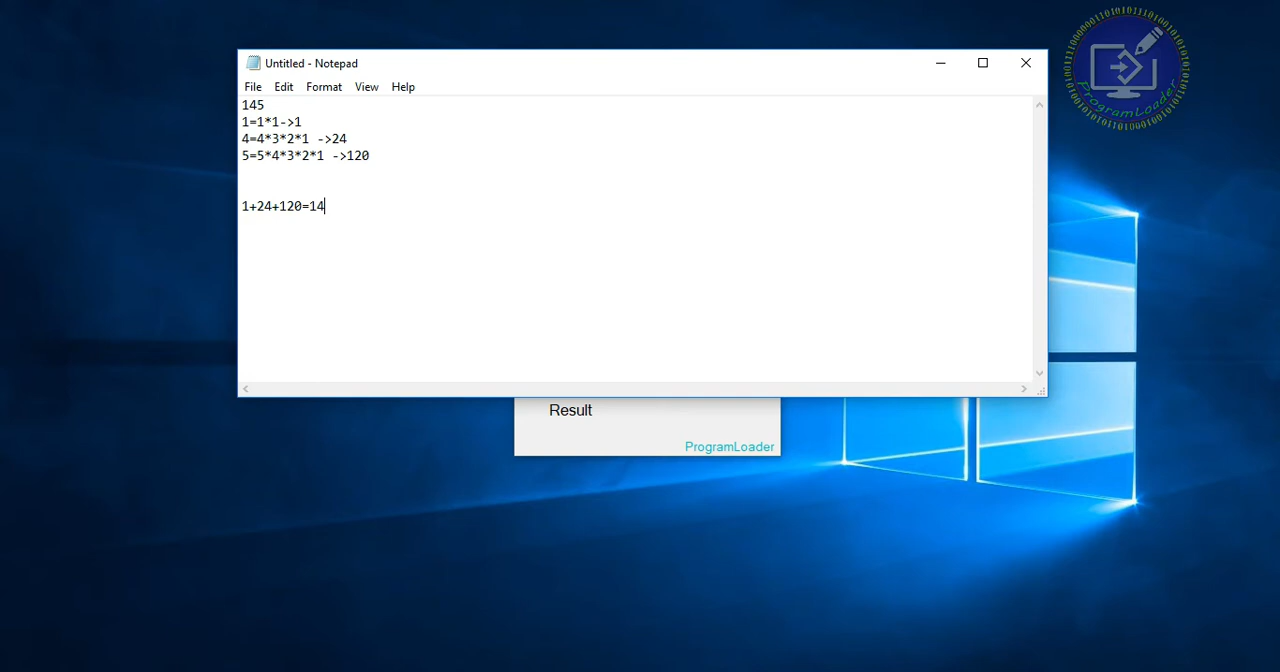 Untitled - Notepad
File Edit Format View Help
145
1=1*1->1
4=4*3*2*1 ->24
5=5*4*3*2*1 ->120
1+24+120=14
Result
ProgramLoader
ProgramLoader